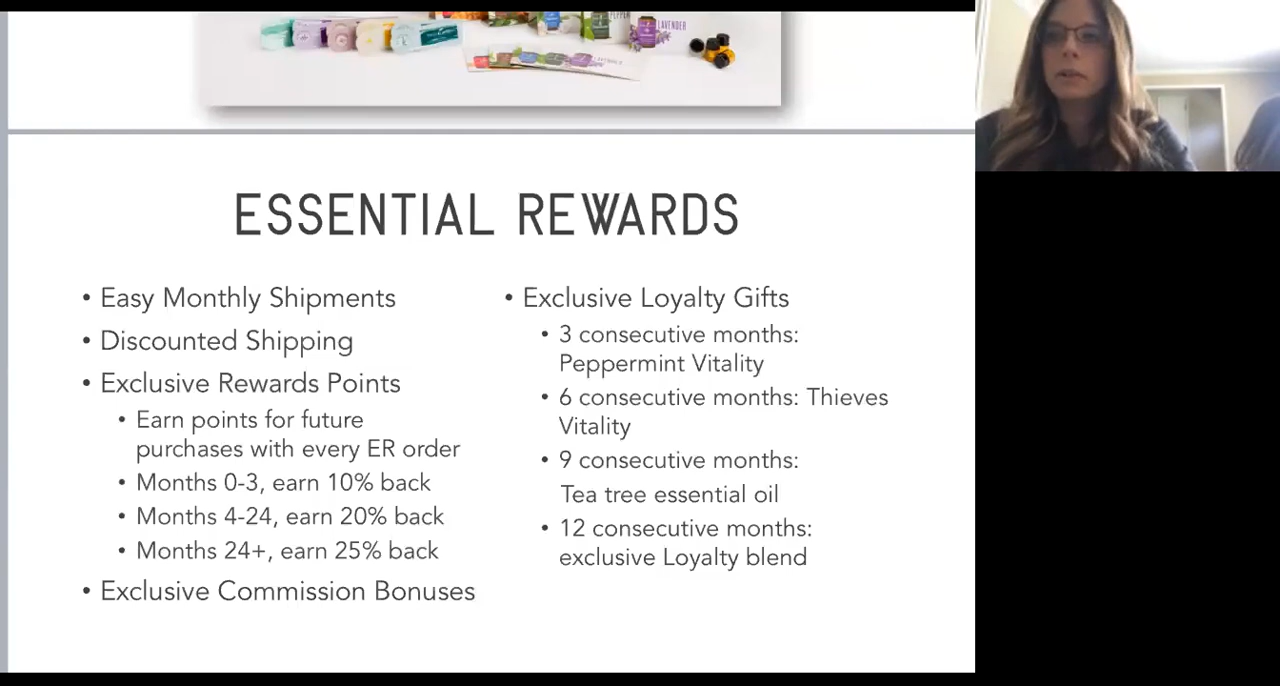 LAVENDER
ESSENTIAL REWARDS
• Easy Monthly Shipments
• Discounted Shipping
• Exclusive Rewards Points
• Earn points for future
purchases with every ER order
• Months 0-3, earn 10% back
• Months 4-24, earn 20% back
• Months 24+, earn 25% back
• Exclusive Commission Bonuses
• Exclusive Loyalty Gifts
• 3 consecutive months:
Peppermint Vitality
• 6 consecutive months: Thieves
Vitality
• 9 consecutive months:
Tea tree essential oil
• 12 consecutive months:
exclusive Loyalty blend